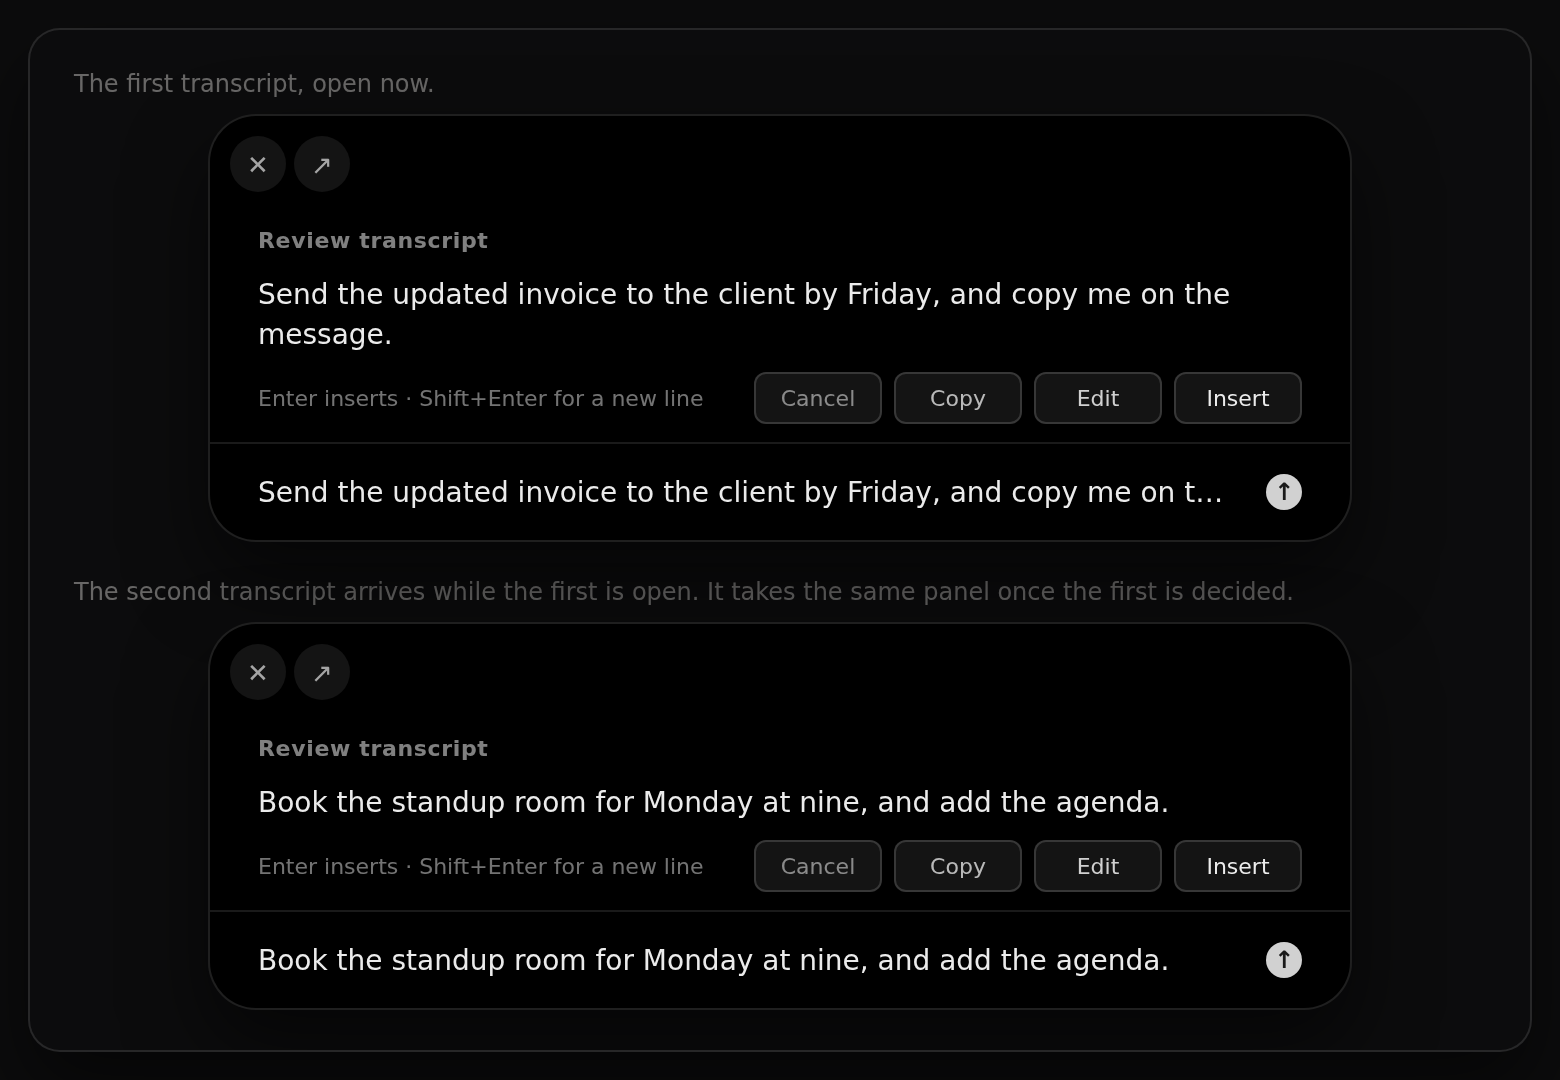 The first transcript, open now.
✕ ↗
Review transcript
Send the updated invoice to the client by Friday, and copy me on the
message.
Enter inserts · Shift+Enter for a new line Cancel Copy Edit Insert
Send the updated invoice to the client by Friday, and copy me on t… ↑
The second transcript arrives while the first is open. It takes the same panel once the first is decided.
✕ ↗
Review transcript
Book the standup room for Monday at nine, and add the agenda.
Enter inserts · Shift+Enter for a new line Cancel Copy Edit Insert
Book the standup room for Monday at nine, and add the agenda. ↑